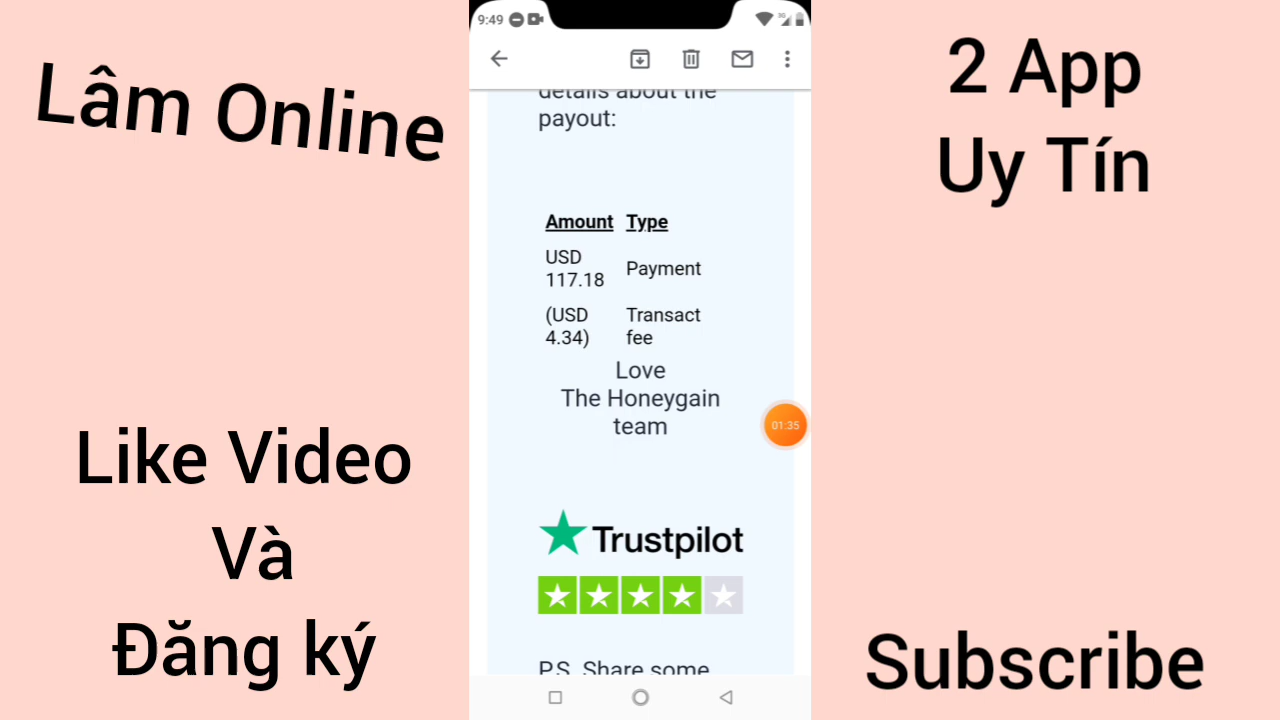 Lâm Online
Like Video
Và
Đăng ký
9:49
3G
details about the
payout:
Amount Type
USD
117.18
Payment
(USD
4.34)
Transact
fee
Love
The Honeygain
team
01:35
Trustpilot
P.S. Share some
2 App
Uy Tín
Subscribe